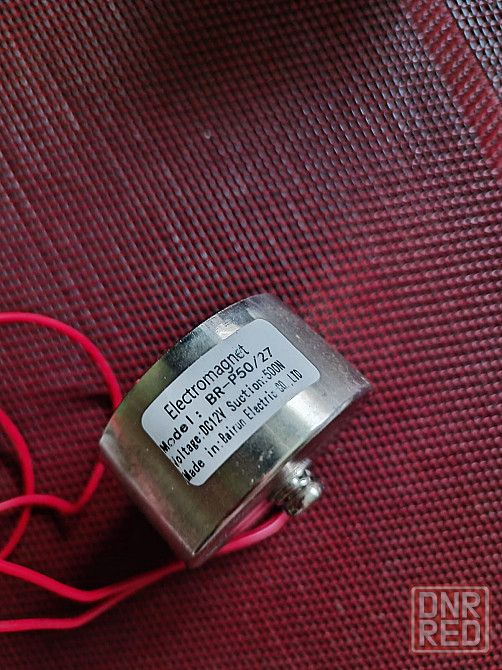 Electromagnet
Model: BR-P50/27
Voltage:DC12V Suction:500N
Made in:Bairun Electric CO.,LTD
DNR
RED